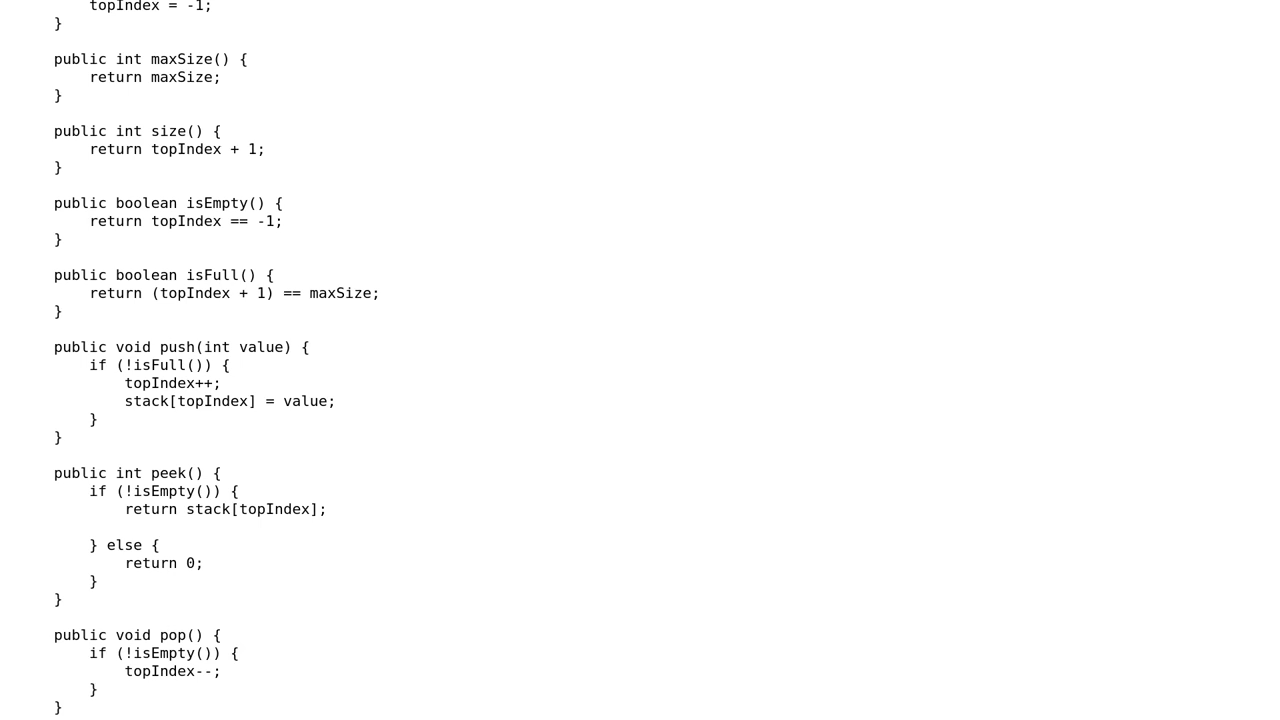 topIndex = -1;
}
public int maxSize() {
return maxSize;
}
public int size() {
return topIndex + 1;
}
public boolean isEmpty() {
return topIndex == -1;
}
public boolean isFull() {
return (topIndex + 1) == maxSize;
}
public void push(int value) {
if (!isFull()) {
topIndex++;
stack[topIndex] = value;
}
}
public int peek() {
if (!isEmpty()) {
return stack[topIndex];
} else {
return 0;
}
}
public void pop() {
if (!isEmpty()) {
topIndex--;
}
}